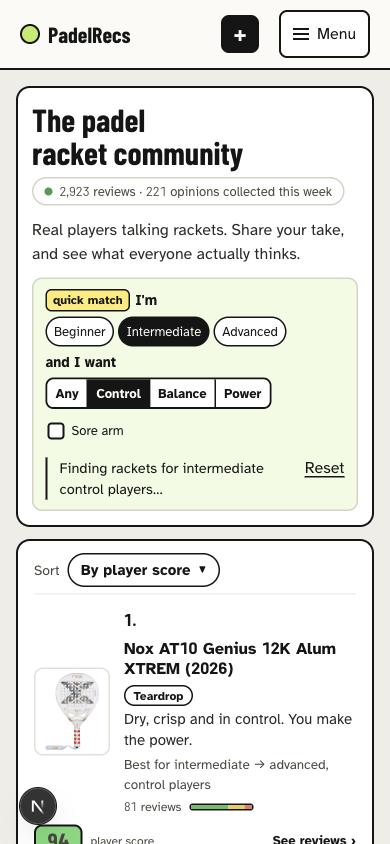 PadelRecs
+
Menu
The padel
racket community
2,923 reviews · 221 opinions collected this week
Real players talking rackets. Share your take,
and see what everyone actually thinks.
quick match I'm
Beginner Intermediate Advanced
and I want
Any Control Balance Power
Sore arm
Finding rackets for intermediate
control players…
Reset
Sort By player score ▼
1.
Nox AT10 Genius 12K Alum
XTREM (2026)
Teardrop
Dry, crisp and in control. You make
the power.
Best for intermediate → advanced,
control players
81 reviews
N
94 player score See reviews ›